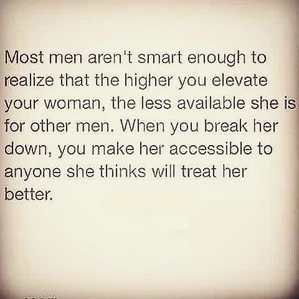 Most men aren't smart enough to
realize that the higher you elevate
your woman, the less available she is
for other men. When you break her
down, you make her accessible to
anyone she thinks will treat her
better.